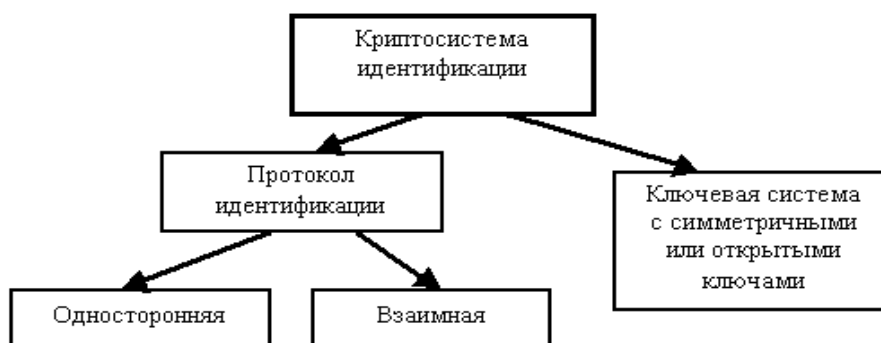 Криптосистема
идентификации
Протокол
идентификации
Ключевая система
с симметричными
или открытыми
ключами
Односторонняя
Взаимная